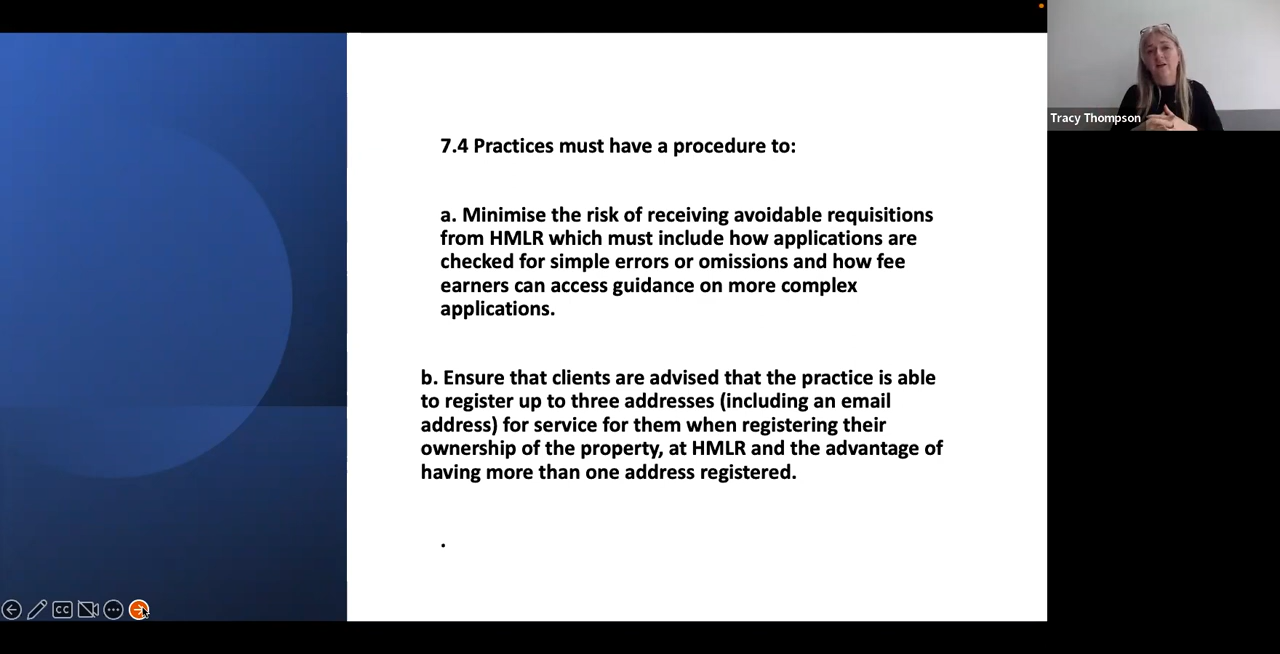 Tracy Thompson
7.4 Practices must have a procedure to:
a. Minimise the risk of receiving avoidable requisitions
from HMLR which must include how applications are
checked for simple errors or omissions and how fee
earners can access guidance on more complex
applications.
b. Ensure that clients are advised that the practice is able
to register up to three addresses (including an email
address) for service for them when registering their
ownership of the property, at HMLR and the advantage of
having more than one address registered.
.
CC